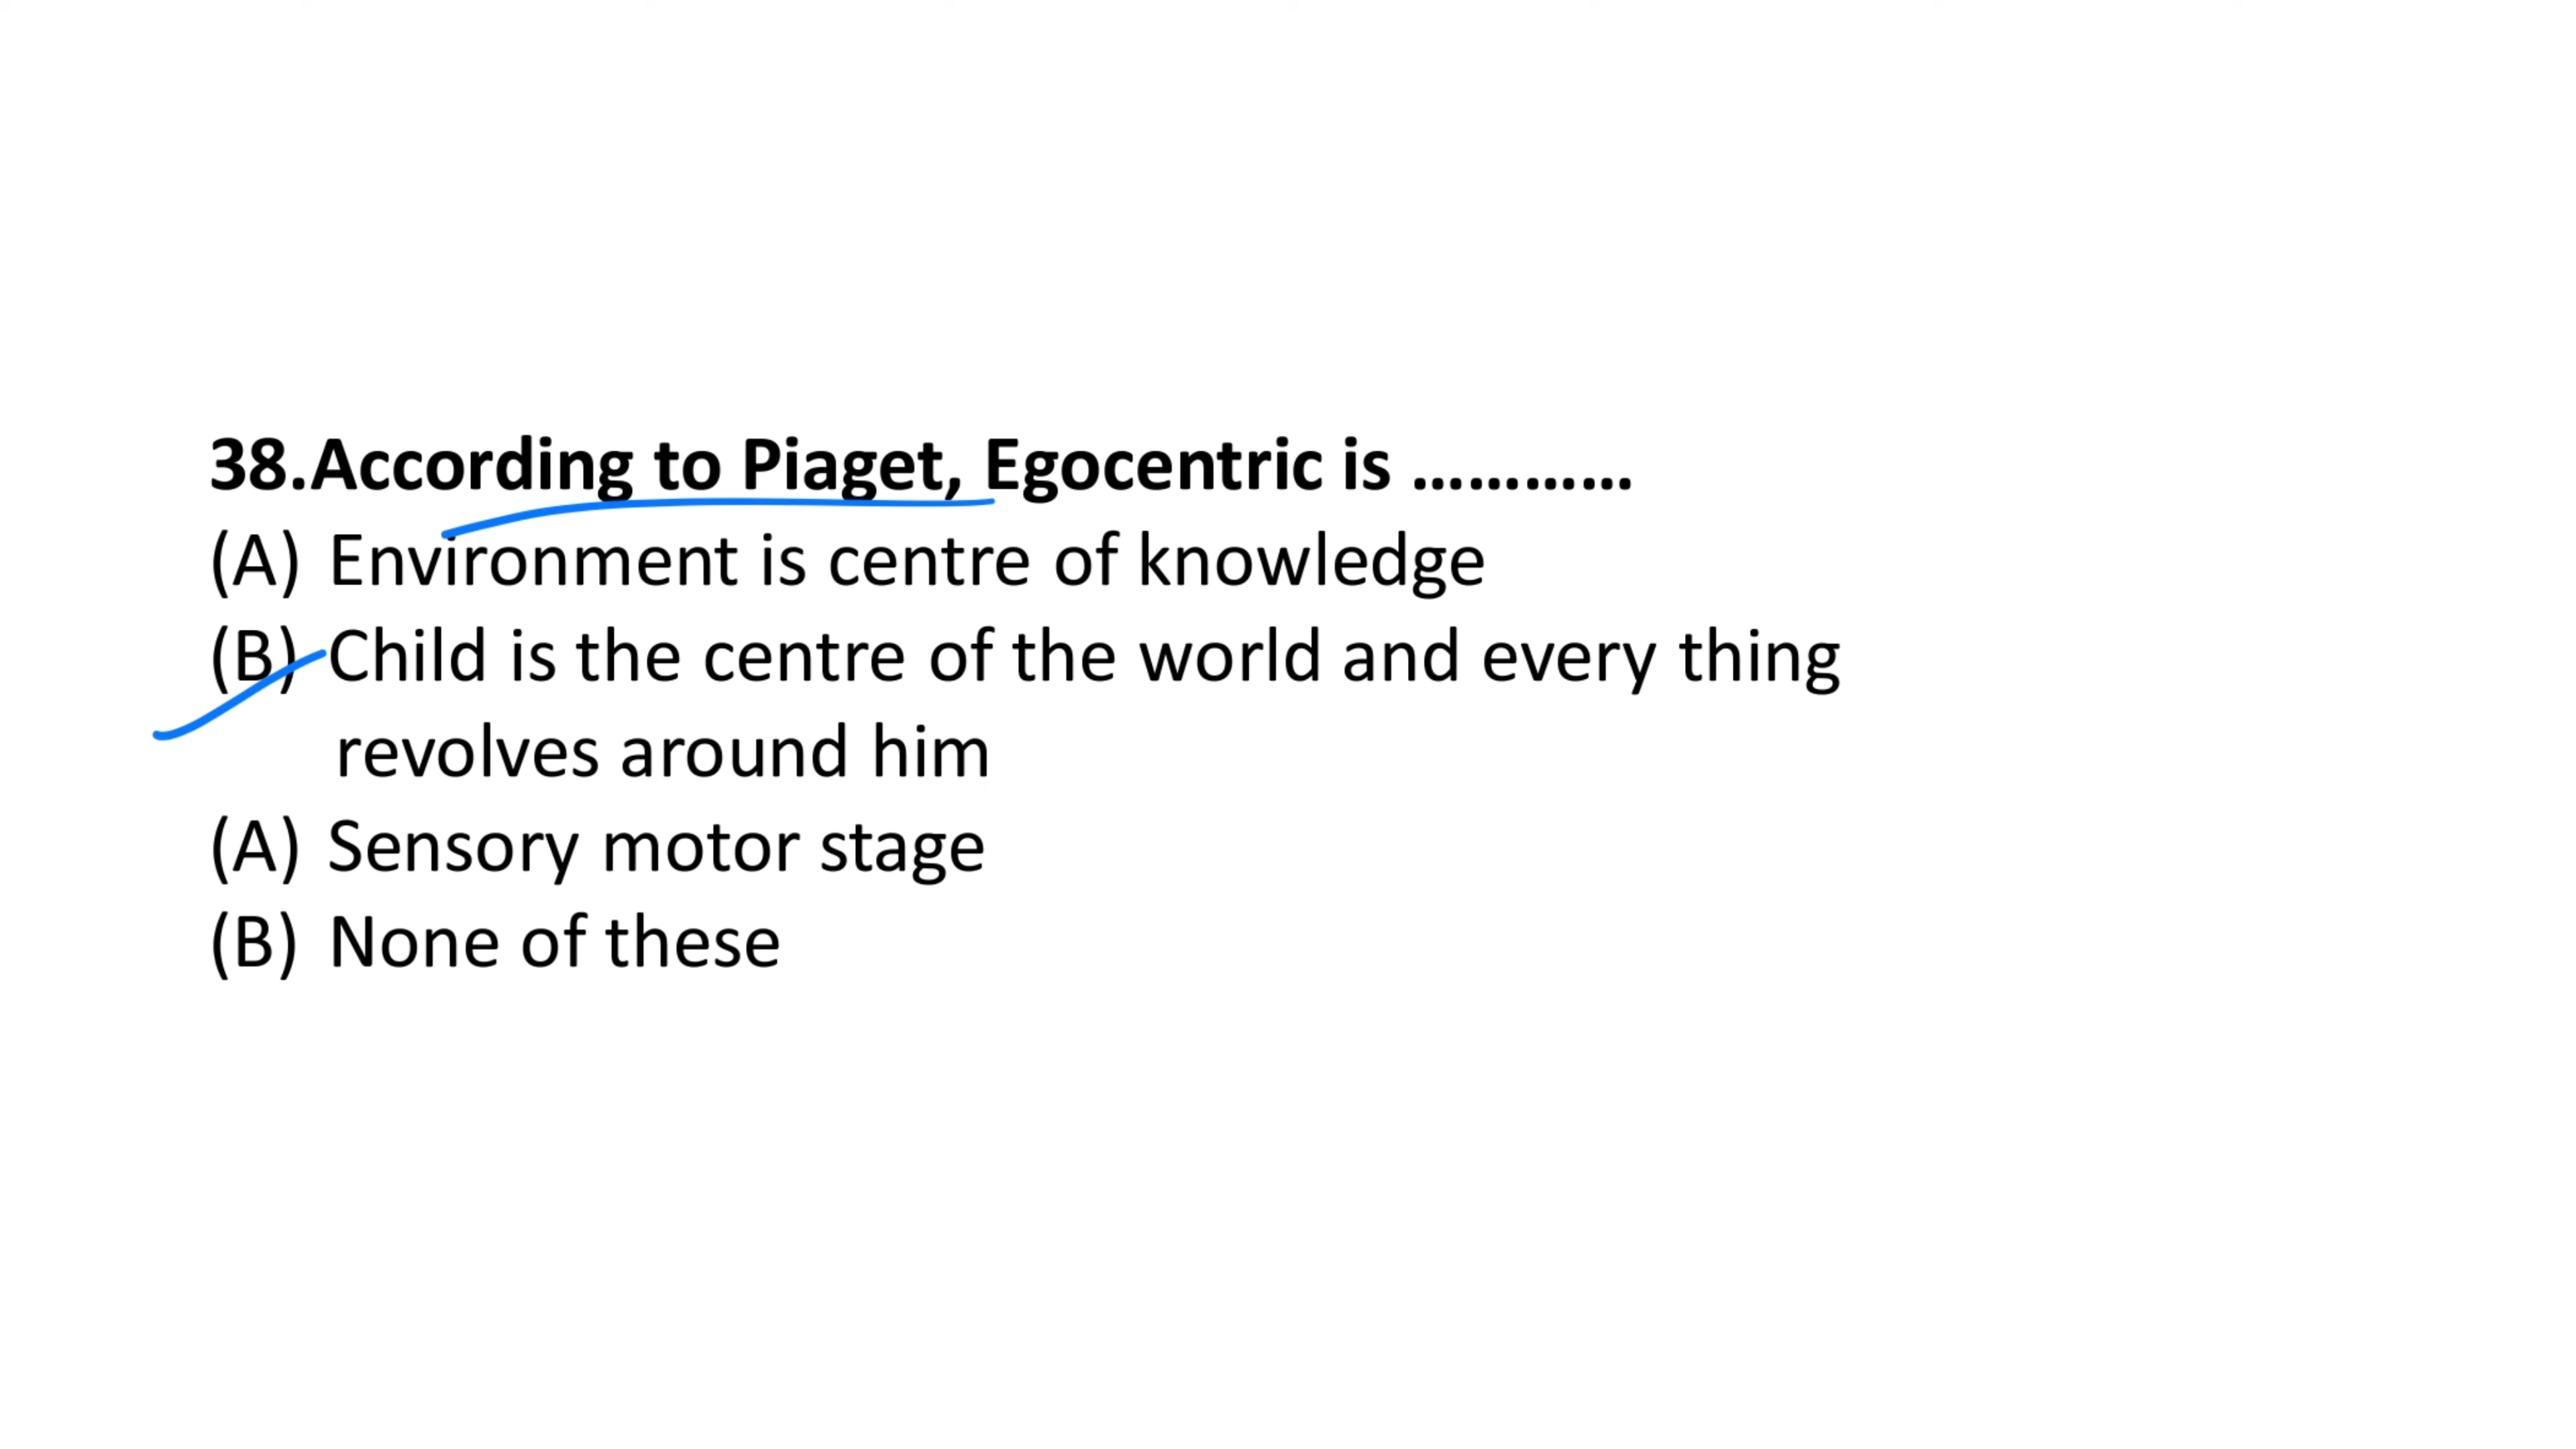 38.According to Piaget, Egocentric is …………
(A) Environment is centre of knowledge
(B) Child is the centre of the world and every thing
revolves around him
(A) Sensory motor stage
(B) None of these